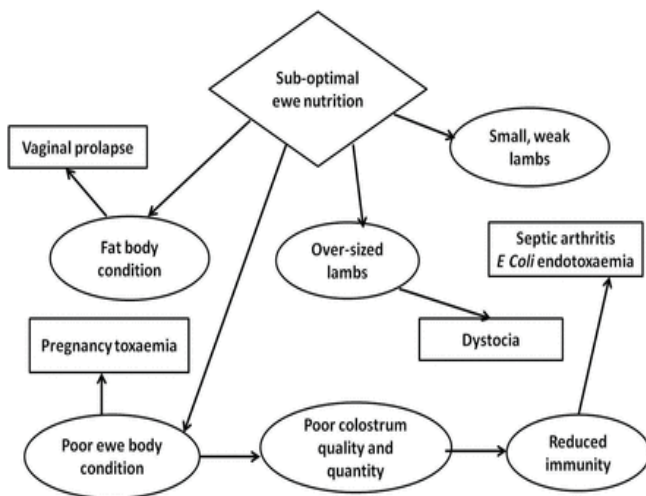 Sub-optimal
ewe nutrition
Vaginal prolapse
Small, weak
lambs
Fat body
condition
Over-sized
lambs
Septic arthritis
E Coli endotoxaemia
Pregnancy toxaemia
Dystocia
Poor ewe body
condition
Poor colostrum
quality and
quantity
Reduced
immunity